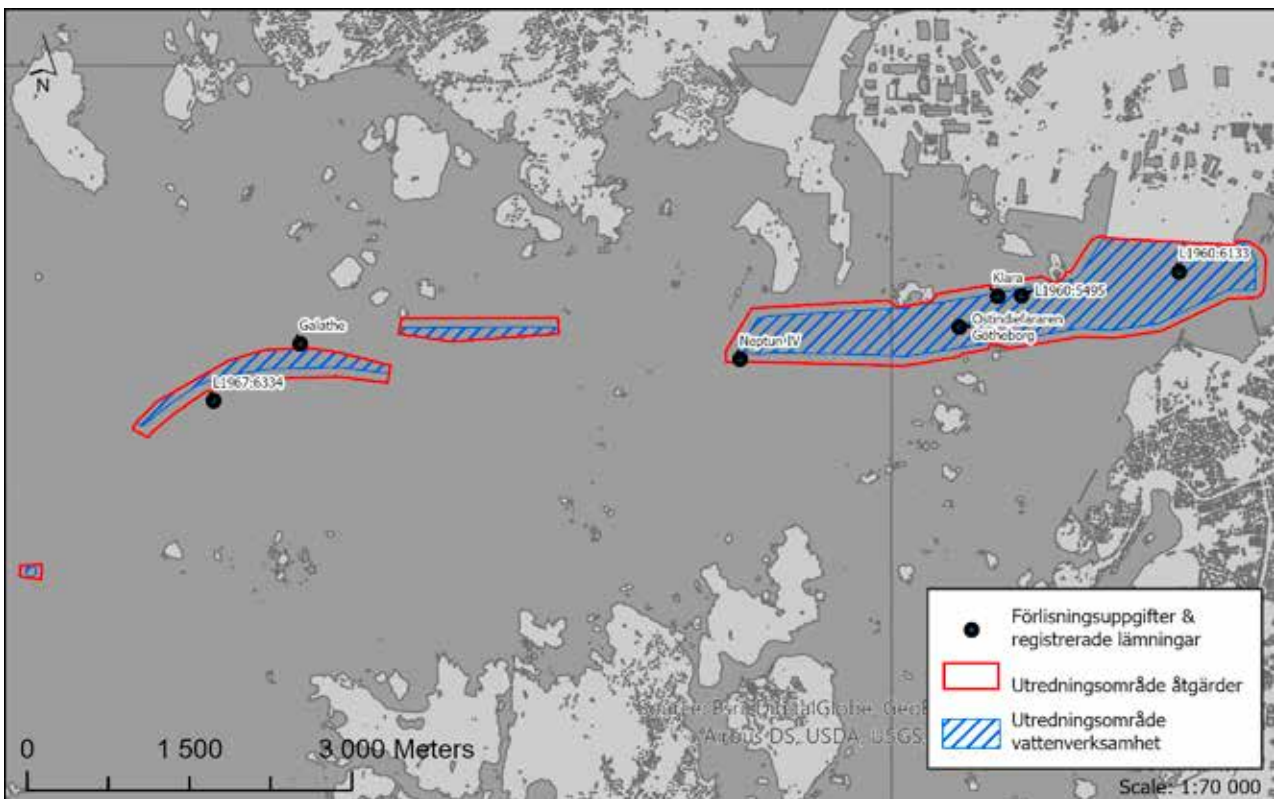 N
L1960:6133
Klara
L1960:5495
Galathe
Ostindiefararen
Götheborg
Neptun IV
L1967:6334
Förlisningsuppgifter &
registrerade lämningar
Utredningsområde åtgärder
Utredningsområde
vattenverksamhet
Airbus DS, USDA, USGS,
0 1 500 3 000 Meters
Scale: 1:70 000